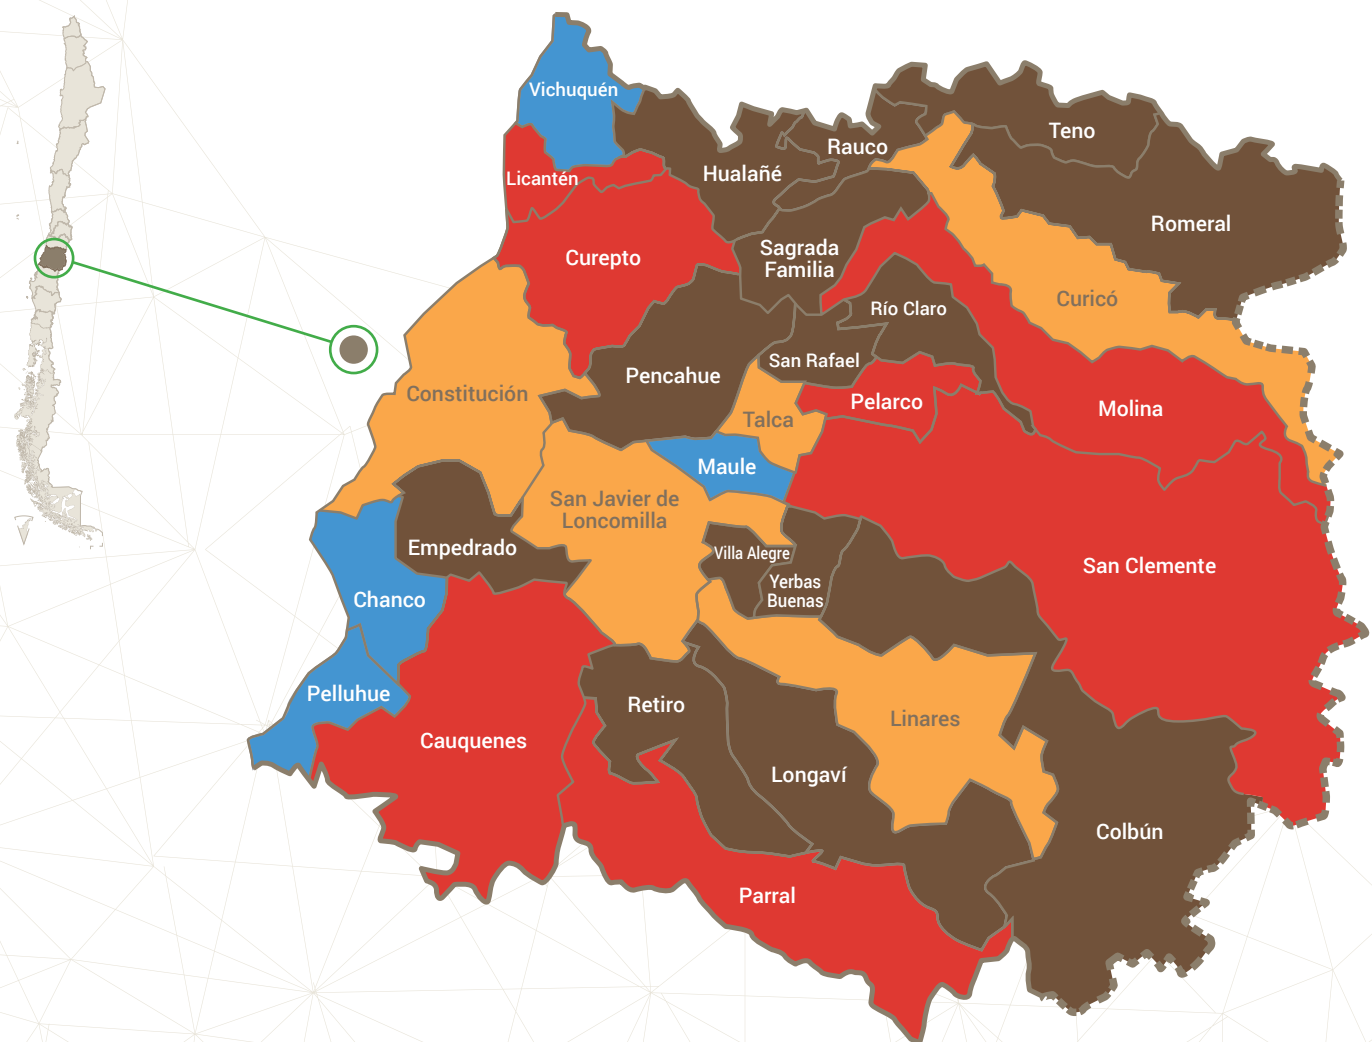 Vichuquén
Teno
Rauco
Hualañé
Licantén
Romeral
Sagrada
Familia
Curepto
Curicó
Río Claro
San Rafael
Pencahue
Constitución
Pelarco
Molina
Talca
Maule
San Javier de
Loncomilla
Empedrado
Villa Alegre
San Clemente
Yerbas
Buenas
Chanco
Pelluhue
Retiro
Linares
Cauquenes
Longaví
Colbún
Parral